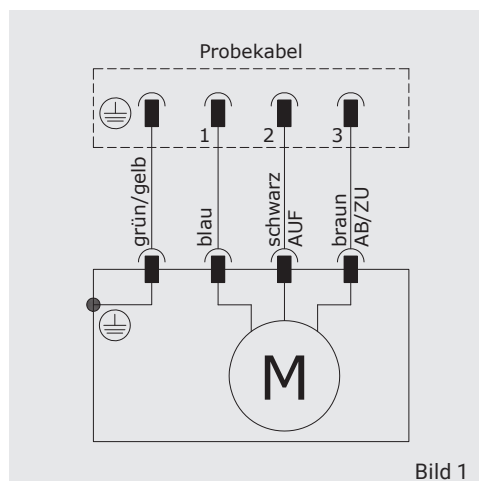 Probekabel
1 2 3
grün/gelb
blau
schwarz
AUF
braun
AB/ZU
M
Bild 1